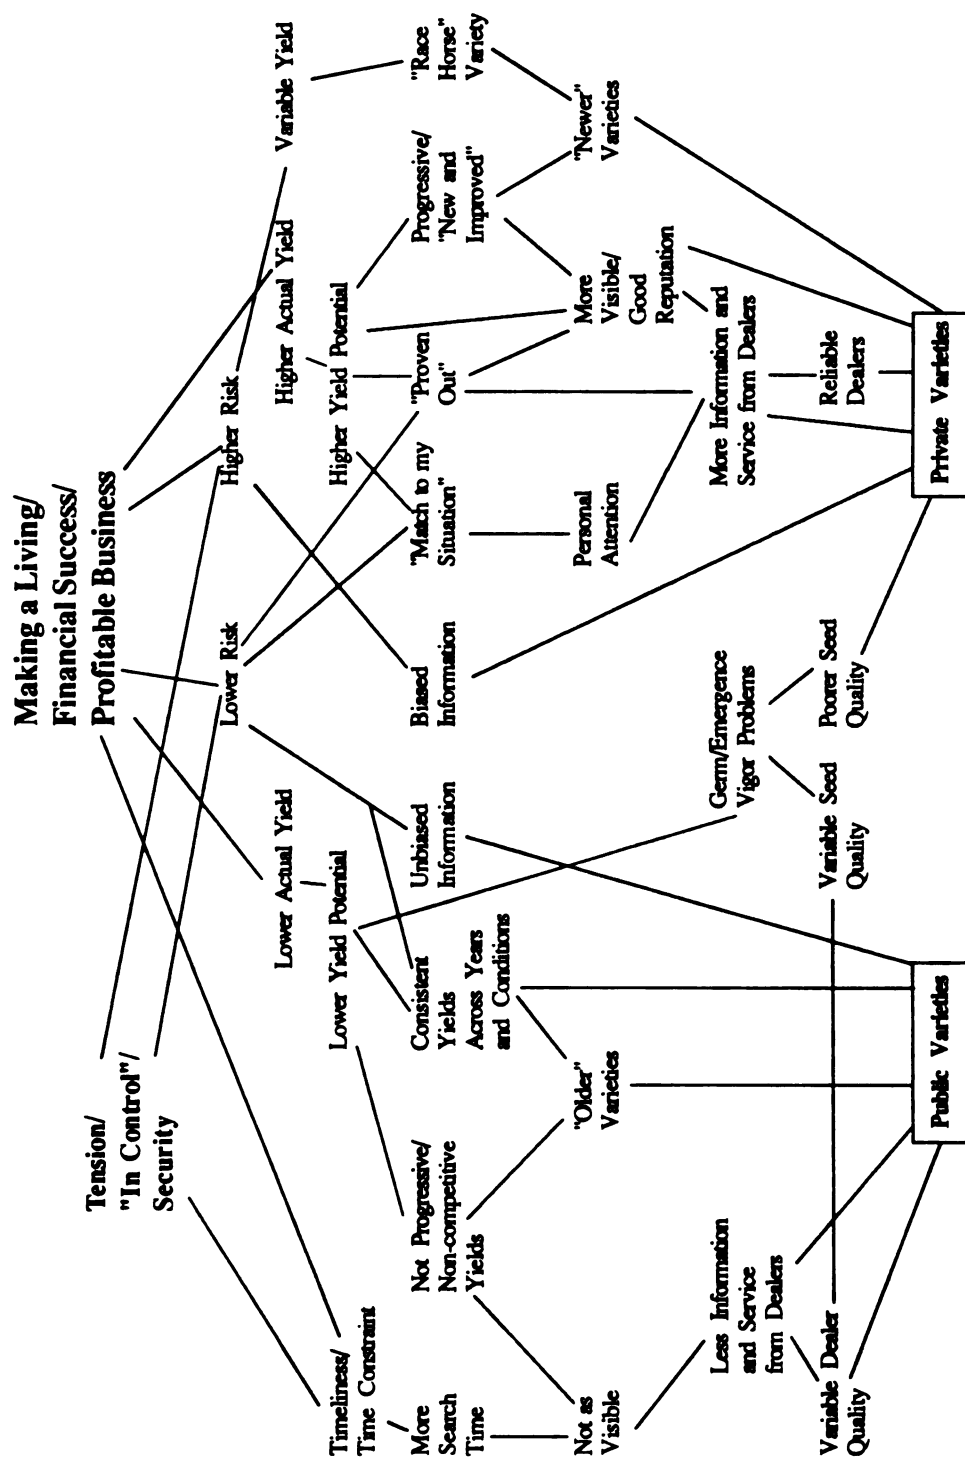 Making a Living/
Financial Success/
Profitable Business
Tension/
"In Control"/
Security
Lower Risk
Higher Risk
Lower Actual Yield
Higher Actual Yield
Variable Yield
Timeliness/
Time Constraint
Lower Yield Potential
Higher Yield Potential
More
Search
Time
Not Progressive/
Non-competitive
Yields
Consistent
Yields
Across Years
and Conditions
Unbiased
Information
Biased
Information
"Match to my
Situation"
"Proven
Out"
Progressive/
"New and
Improved"
"Race
Horse"
Variety
Not as
Visible
"Older"
Varieties
Personal
Attention
More
Visible/
Good
Reputation
"Newer"
Varieties
Less Information
and Service
from Dealers
Germ/Emergence
Vigor Problems
More Information and
Service from Dealers
Variable Dealer
Quality
Variable Seed
Quality
Poorer Seed
Quality
Reliable
Dealers
Public Varieties
Private Varieties